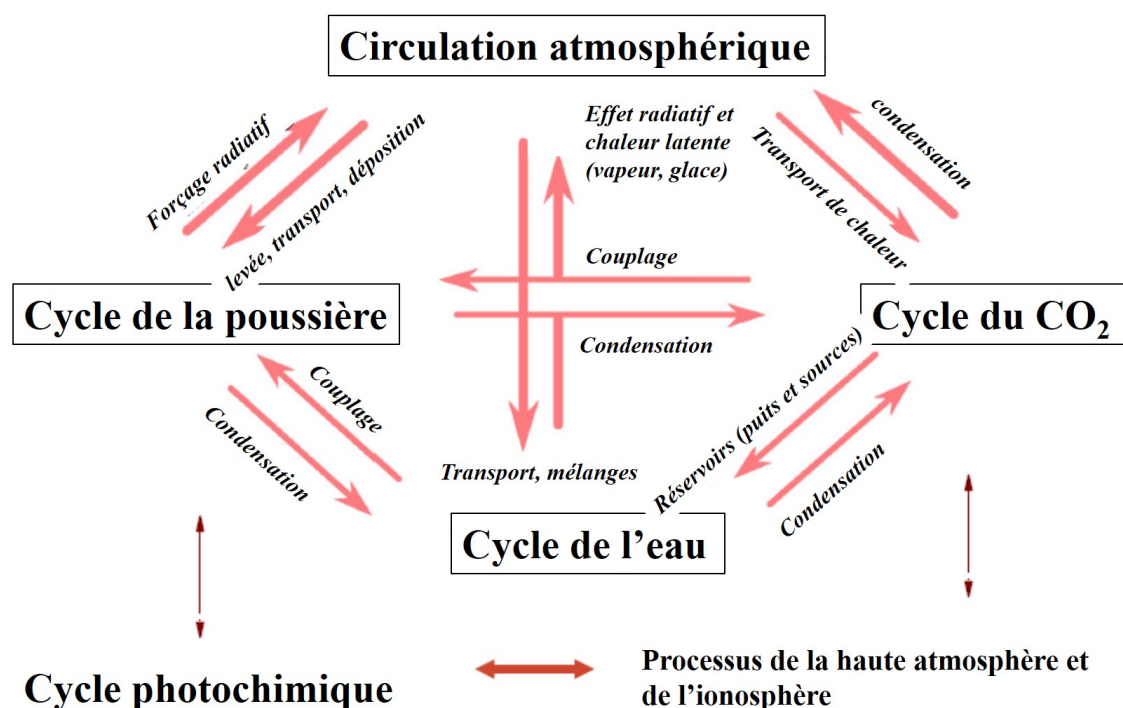 Circulation atmosphérique
Forçage radiatif
levée, transport, déposition
Effet radiatif et
chaleur latente
(vapeur, glace)
condensation
Transport de chaleur
Couplage
Cycle de la poussière
Cycle du CO₂
Condensation
Couplage
Condensation
Réservoirs (puits et sources)
Condensation
Transport, mélanges
Cycle de l’eau
Cycle photochimique
Processus de la haute atmosphère et
de l’ionosphère